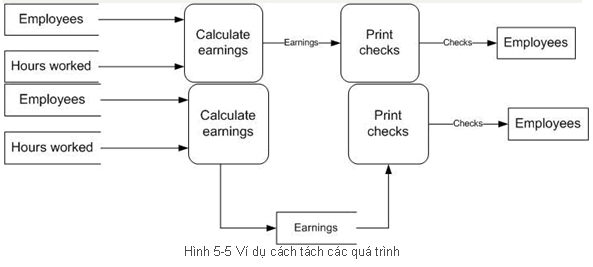 Employees
Hours worked
Calculate
earnings
Earnings
Print
checks
Checks
Employees
Employees
Hours worked
Calculate
earnings
Earnings
Print
checks
Checks
Employees
Hình 5-5 Ví dụ cách tách các quá trình